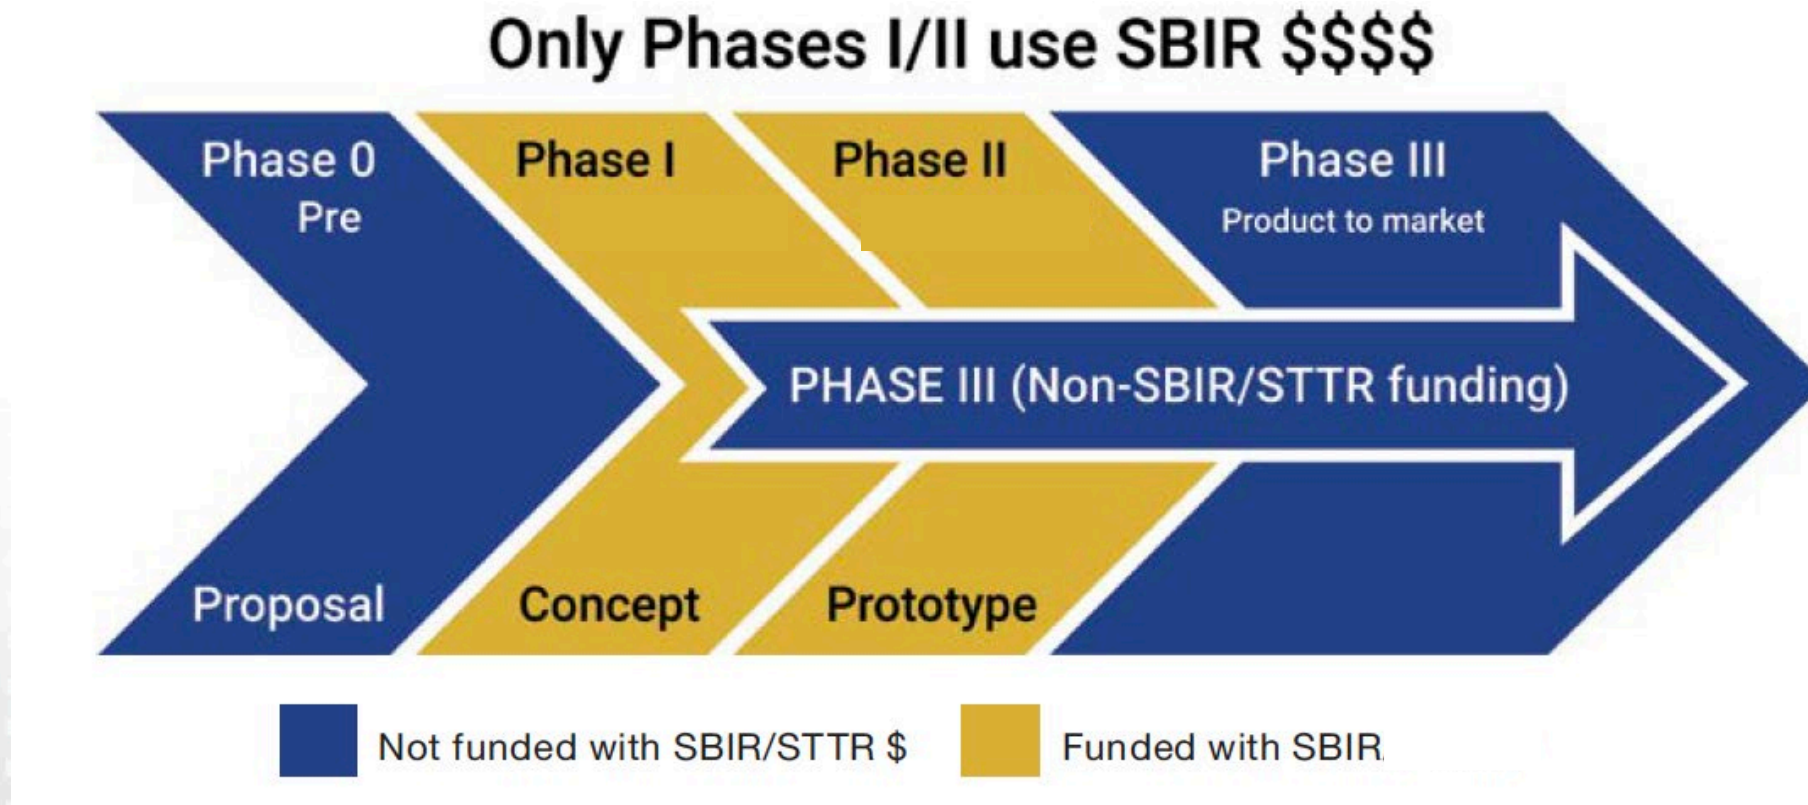 Only Phases I/II use SBIR $$$$
Phase 0
Pre
Phase I
Phase II
Phase III
Product to market
PHASE III (Non-SBIR/STTR funding)
Proposal
Concept
Prototype
Not funded with SBIR/STTR $
Funded with SBIR